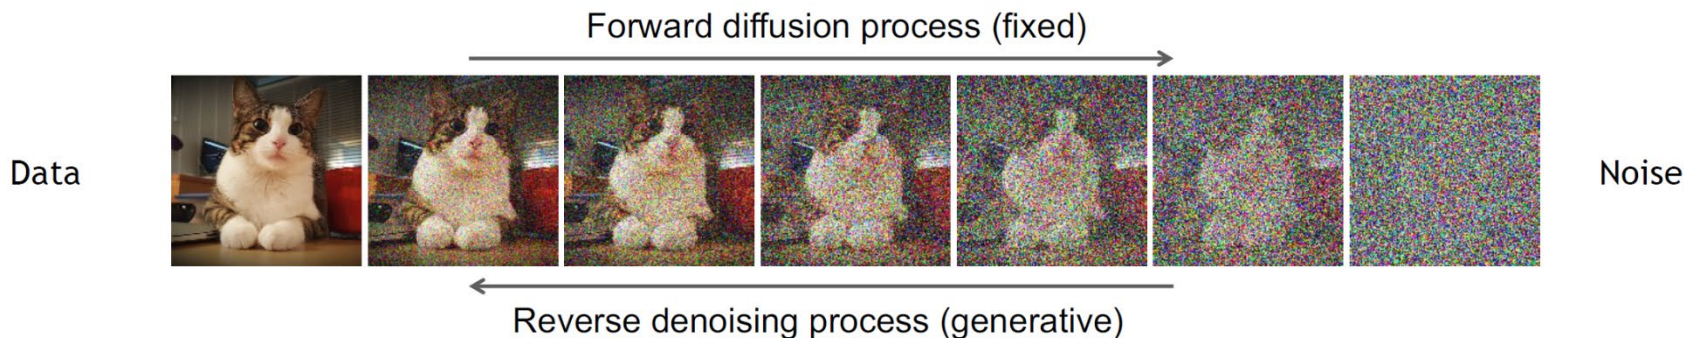 Forward diffusion process (fixed)
Data
Noise
Reverse denoising process (generative)